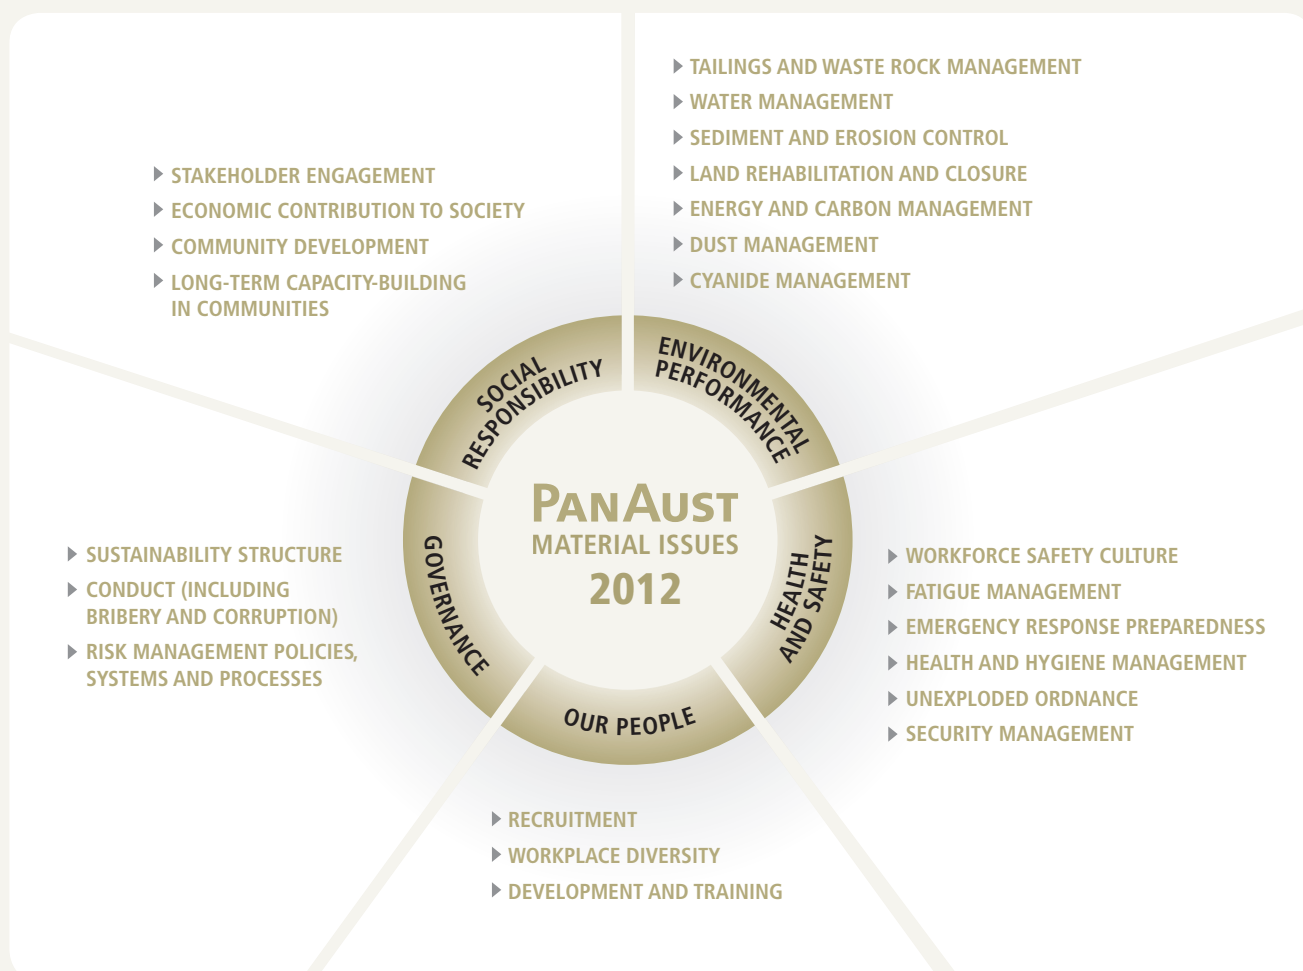 STAKEHOLDER ENGAGEMENT
ECONOMIC CONTRIBUTION TO SOCIETY
COMMUNITY DEVELOPMENT
LONG-TERM CAPACITY-BUILDING
IN COMMUNITIES
TAILINGS AND WASTE ROCK MANAGEMENT
WATER MANAGEMENT
SEDIMENT AND EROSION CONTROL
LAND REHABILITATION AND CLOSURE
ENERGY AND CARBON MANAGEMENT
DUST MANAGEMENT
CYANIDE MANAGEMENT
SOCIAL
RESPONSIBILITY
ENVIRONMENTAL
PERFORMANCE
PANAUST
MATERIAL ISSUES
2012
GOVERNANCE
HEALTH
AND SAFETY
OUR PEOPLE
SUSTAINABILITY STRUCTURE
CONDUCT (INCLUDING
BRIBERY AND CORRUPTION)
RISK MANAGEMENT POLICIES,
SYSTEMS AND PROCESSES
WORKFORCE SAFETY CULTURE
FATIGUE MANAGEMENT
EMERGENCY RESPONSE PREPAREDNESS
HEALTH AND HYGIENE MANAGEMENT
UNEXPLODED ORDNANCE
SECURITY MANAGEMENT
RECRUITMENT
WORKPLACE DIVERSITY
DEVELOPMENT AND TRAINING